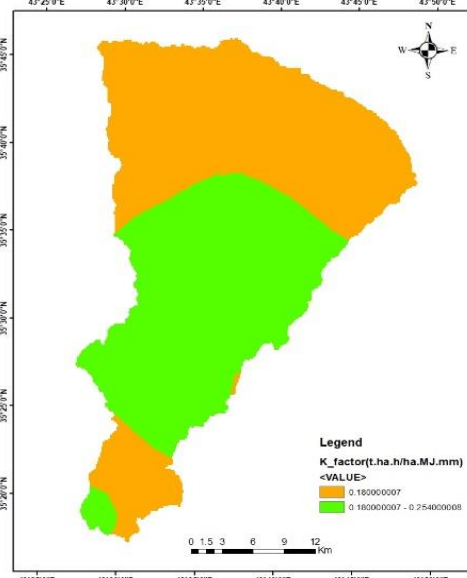 43°25'0"E 43°30'0"E 43°35'0"E 43°40'0"E 43°45'0"E 43°50'0"E
N
W E
S
35°45'0"N
35°40'0"N
35°35'0"N
35°30'0"N
35°25'0"N
35°20'0"N
Legend
K_factor(t.ha.h/ha.MJ.mm)
<VALUE>
0.180000007
0.180000007 - 0.254000008
0 1.5 3 6 9 12
Km